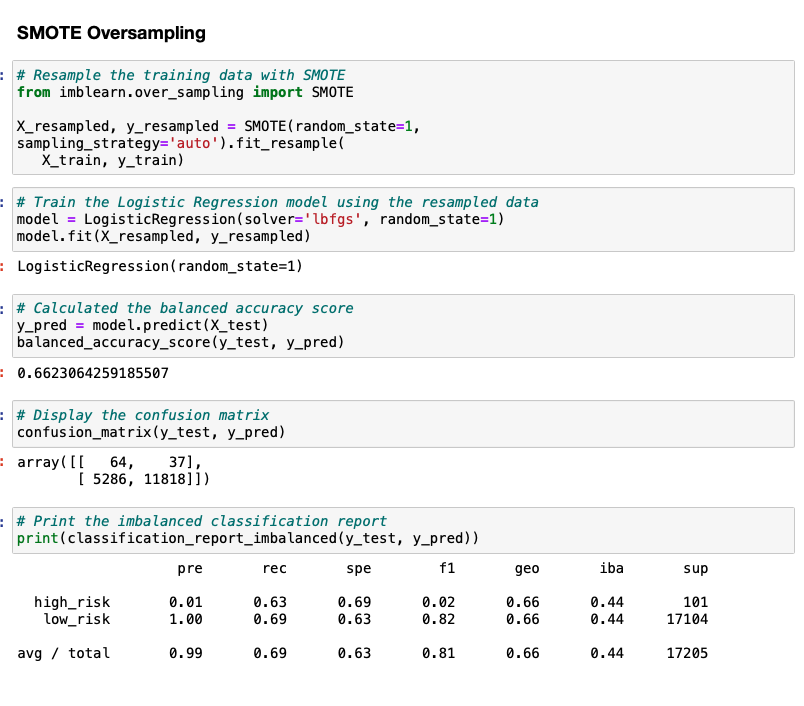 SMOTE Oversampling
: # Resample the training data with SMOTE
from imblearn.over_sampling import SMOTE
X_resampled, y_resampled = SMOTE(random_state=1,
sampling_strategy='auto').fit_resample(
X_train, y_train)
: # Train the Logistic Regression model using the resampled data
model = LogisticRegression(solver='lbfgs', random_state=1)
model.fit(X_resampled, y_resampled)
: LogisticRegression(random_state=1)
: # Calculated the balanced accuracy score
y_pred = model.predict(X_test)
balanced_accuracy_score(y_test, y_pred)
: 0.6623064259185507
: # Display the confusion matrix
confusion_matrix(y_test, y_pred)
: array([[   64,    37],
       [ 5286, 11818]])
: # Print the imbalanced classification report
print(classification_report_imbalanced(y_test, y_pred))
pre rec spe f1 geo iba sup
high_risk 0.01 0.63 0.69 0.02 0.66 0.44 101
low_risk 1.00 0.69 0.63 0.82 0.66 0.44 17104
avg / total 0.99 0.69 0.63 0.81 0.66 0.44 17205